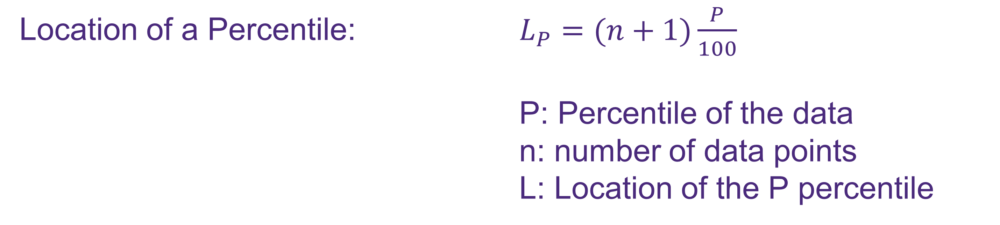 Location of a Percentile:
L_P = (n + 1) P/100
P: Percentile of the data
n: number of data points
L: Location of the P percentile